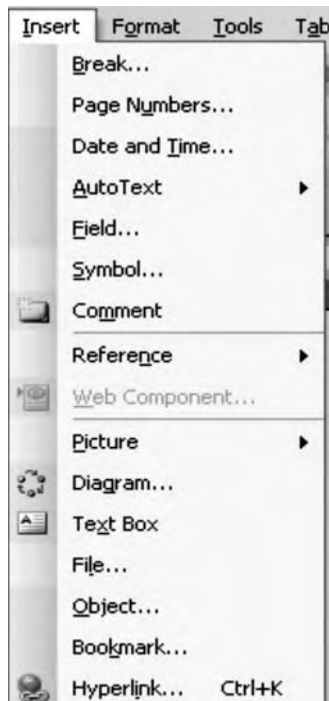 Insert Format Tools Tab
Break...
Page Numbers...
Date and Time...
AutoText
Field...
Symbol...
Comment
Reference
Web Component...
Picture
Diagram...
Text Box
File...
Object...
Bookmark...
Hyperlink... Ctrl+K